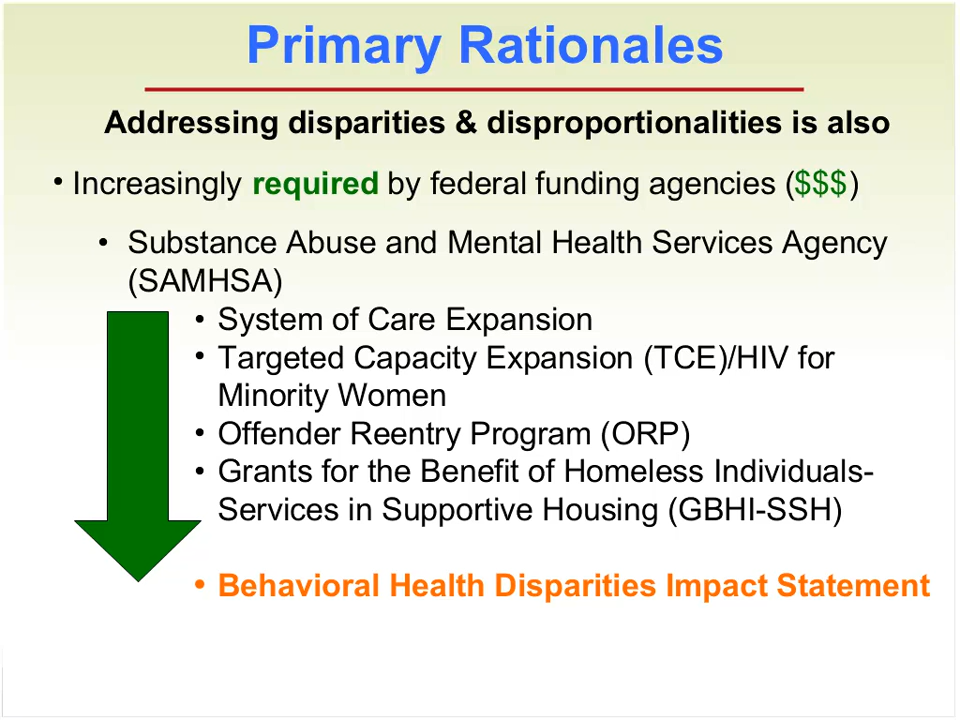 Primary Rationales
Addressing disparities & disproportionalities is also
• Increasingly required by federal funding agencies ($$$)
• Substance Abuse and Mental Health Services Agency
(SAMHSA)
• System of Care Expansion
• Targeted Capacity Expansion (TCE)/HIV for
Minority Women
• Offender Reentry Program (ORP)
• Grants for the Benefit of Homeless Individuals-
Services in Supportive Housing (GBHI-SSH)
• Behavioral Health Disparities Impact Statement